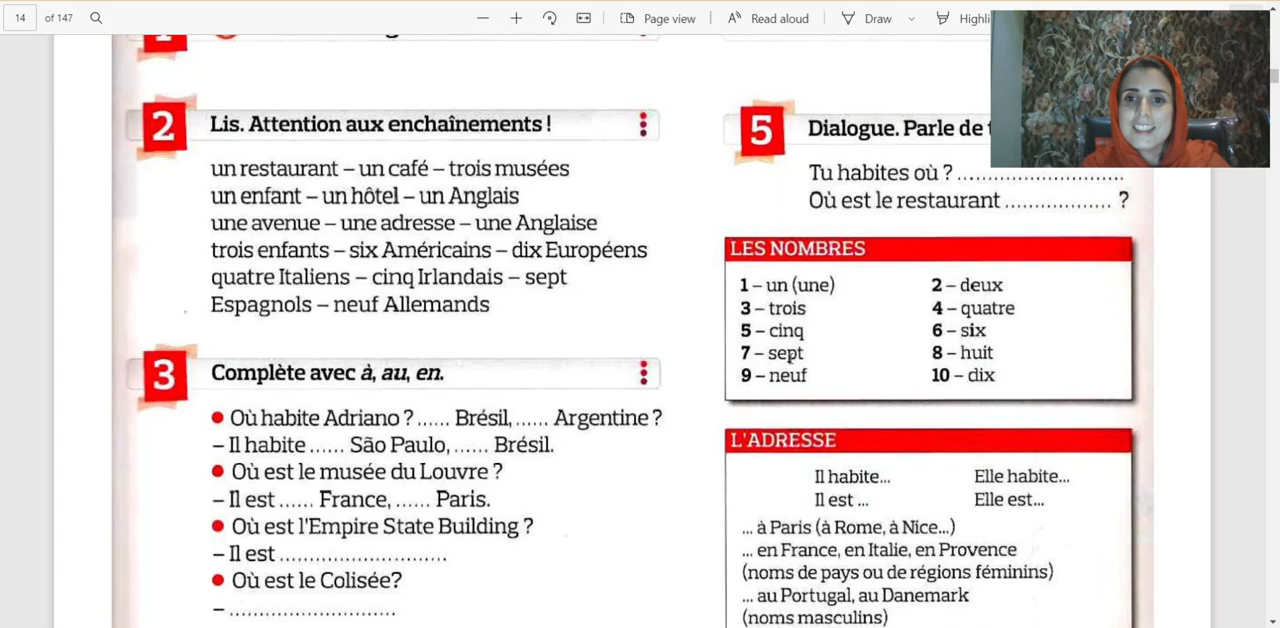 14 of 147
Page view
Read aloud
Draw
1
2
Lis. Attention aux enchaînements !
un restaurant – un café – trois musées
un enfant – un hôtel – un Anglais
une avenue – une adresse – une Anglaise
trois enfants – six Américains – dix Européens
quatre Italiens – cinq Irlandais – sept
Espagnols – neuf Allemands
3
Complète avec à, au, en.
● Où habite Adriano ? ...... Brésil, ...... Argentine ?
– Il habite ...... São Paulo, ...... Brésil.
● Où est le musée du Louvre ?
– Il est ...... France, ...... Paris.
● Où est l'Empire State Building ?
– Il est ............................
● Où est le Colisée?
– ............................
5
Dialogue. Parle de
Tu habites où ? ............................
Où est le restaurant .................. ?
LES NOMBRES
1 – un (une) 2 – deux
3 – trois 4 – quatre
5 – cinq 6 – six
7 – sept 8 – huit
9 – neuf 10 – dix
L'ADRESSE
Il habite... Elle habite...
Il est ... Elle est...
... à Paris (à Rome, à Nice...)
... en France, en Italie, en Provence
(noms de pays ou de régions féminins)
... au Portugal, au Danemark
(noms masculins)